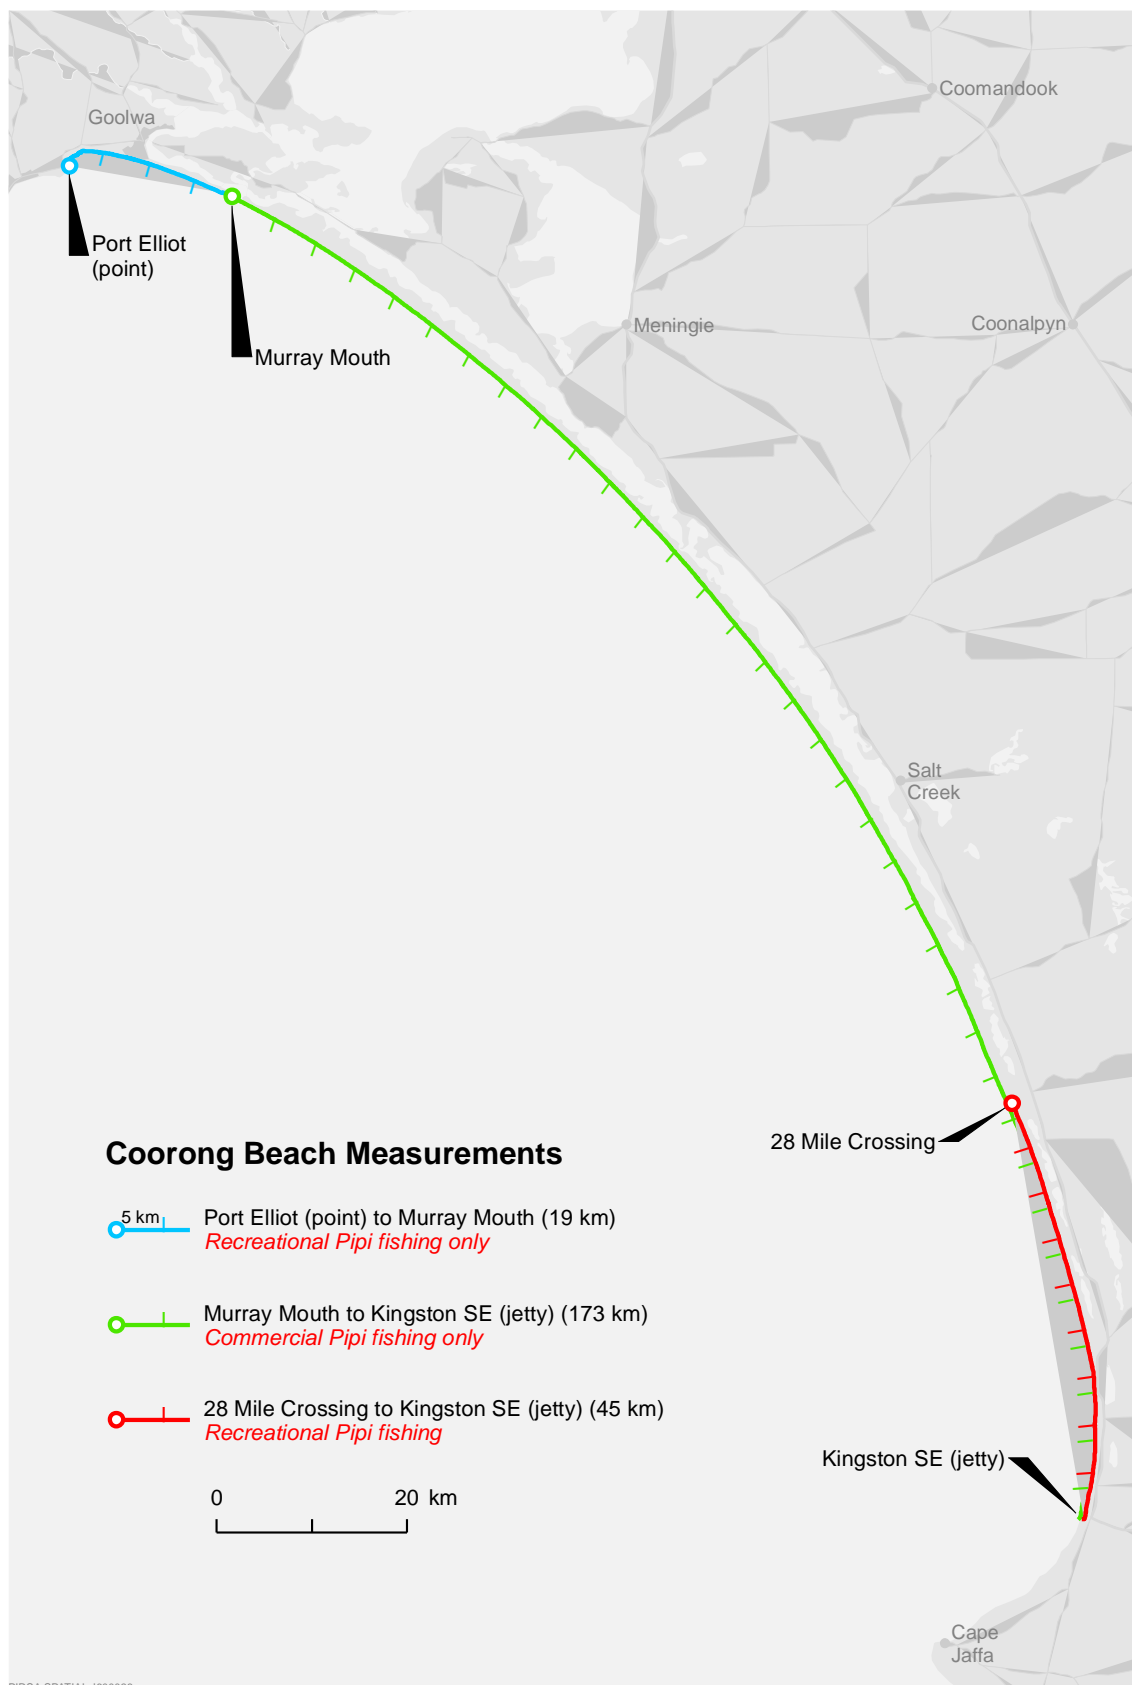 Coomandook
Goolwa
Port Elliot
(point)
Meningie
Coonalpyn
Murray Mouth
Salt
Creek
28 Mile Crossing
Coorong Beach Measurements
5 km
Port Elliot (point) to Murray Mouth (19 km)
Recreational Pipi fishing only
Murray Mouth to Kingston SE (jetty) (173 km)
Commercial Pipi fishing only
28 Mile Crossing to Kingston SE (jetty) (45 km)
Recreational Pipi fishing
Kingston SE (jetty)
0 20 km
Cape
Jaffa